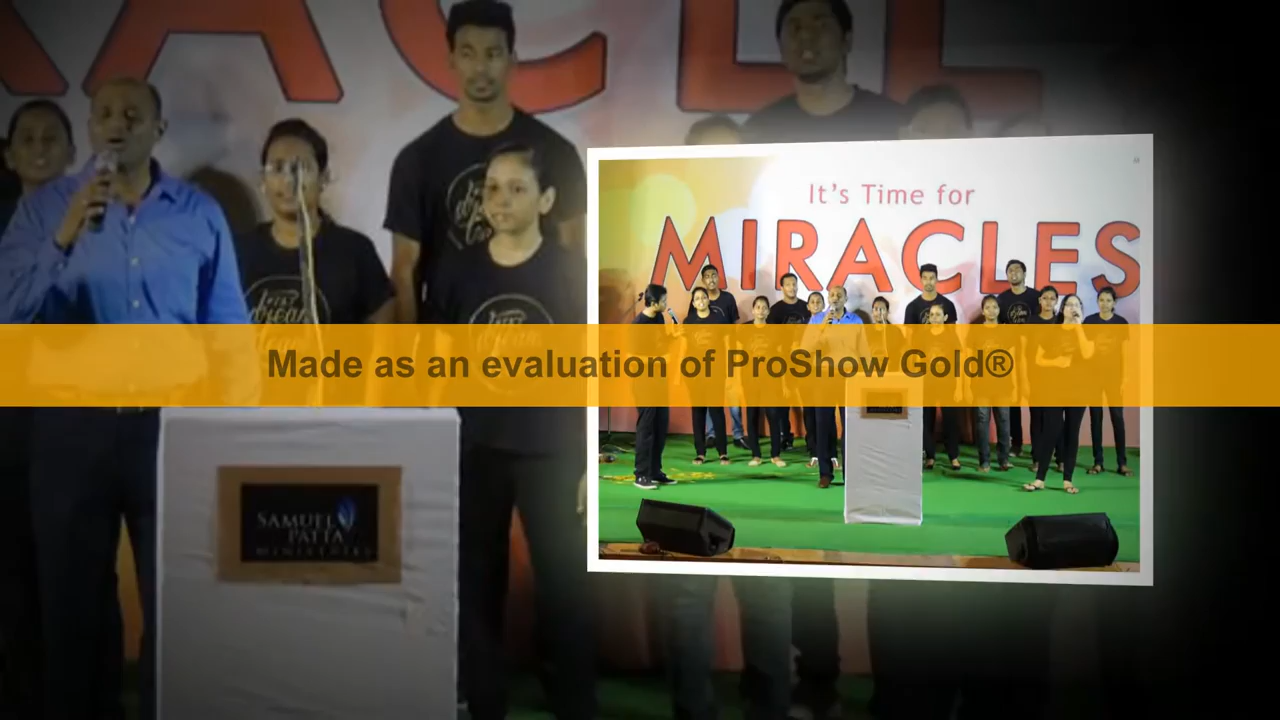 It's Time for
MIRACLES
Made as an evaluation of ProShow Gold®
SAMUEL
PATTA
MINISTRIES